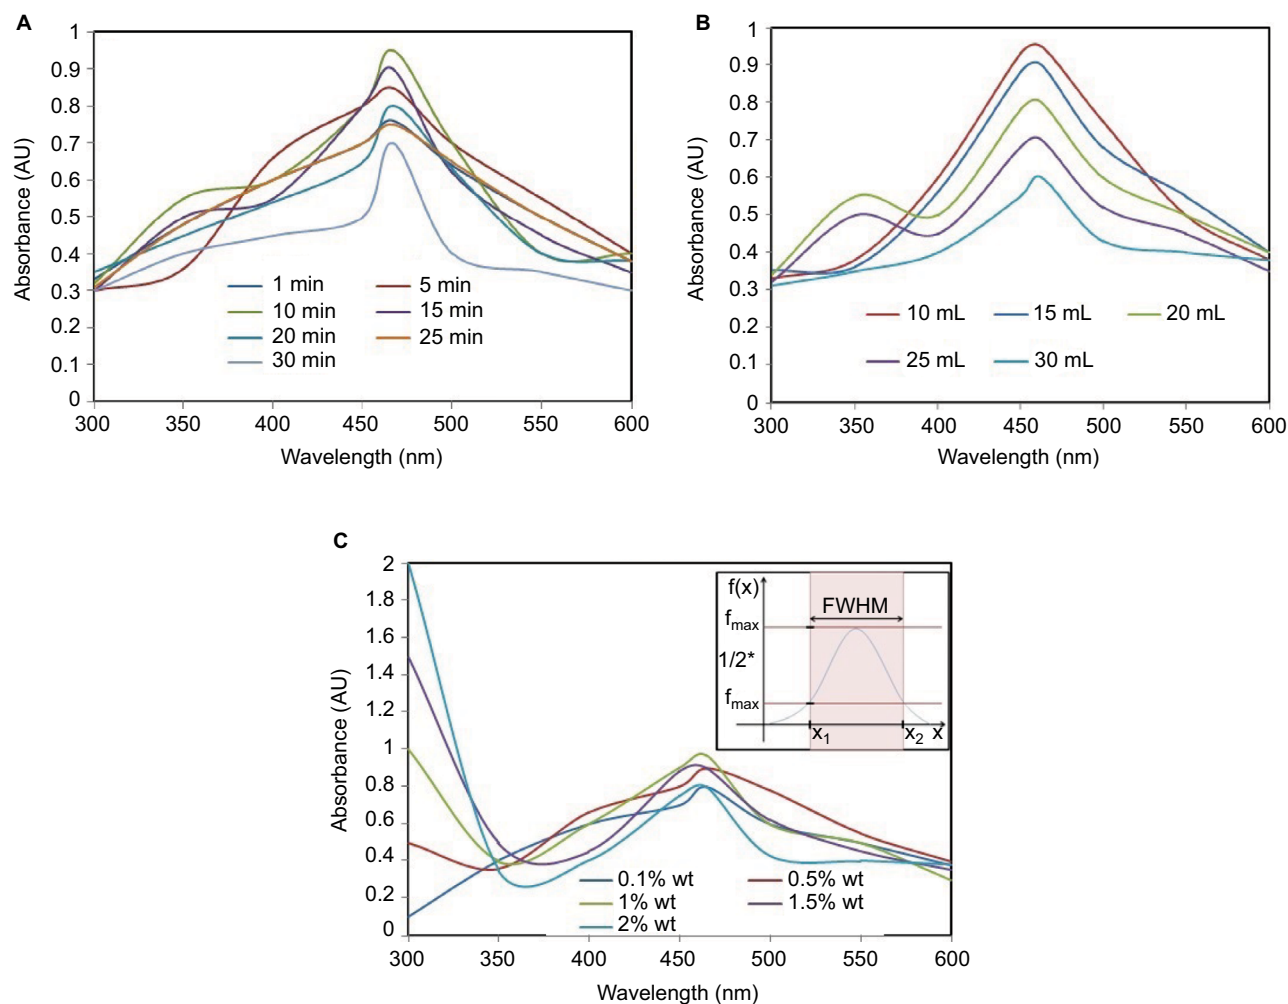 A
1
0.9
0.8
0.7
0.6
0.5
0.4
0.3
0.2
0.1
0
Absorbance (AU)
300 350 400 450 500 550 600
Wavelength (nm)
1 min 5 min
10 min 15 min
20 min 25 min
30 min
B
1
0.9
0.8
0.7
0.6
0.5
0.4
0.3
0.2
0.1
0
Absorbance (AU)
300 350 400 450 500 550 600
Wavelength (nm)
10 mL 15 mL 20 mL
25 mL 30 mL
C
2
1.8
1.6
1.4
1.2
1
0.8
0.6
0.4
0.2
0
Absorbance (AU)
300 350 400 450 500 550 600
Wavelength (nm)
0.1% wt 0.5% wt
1% wt 1.5% wt
2% wt
f(x)
FWHM
fmax
1/2*
fmax
x1 x2 x